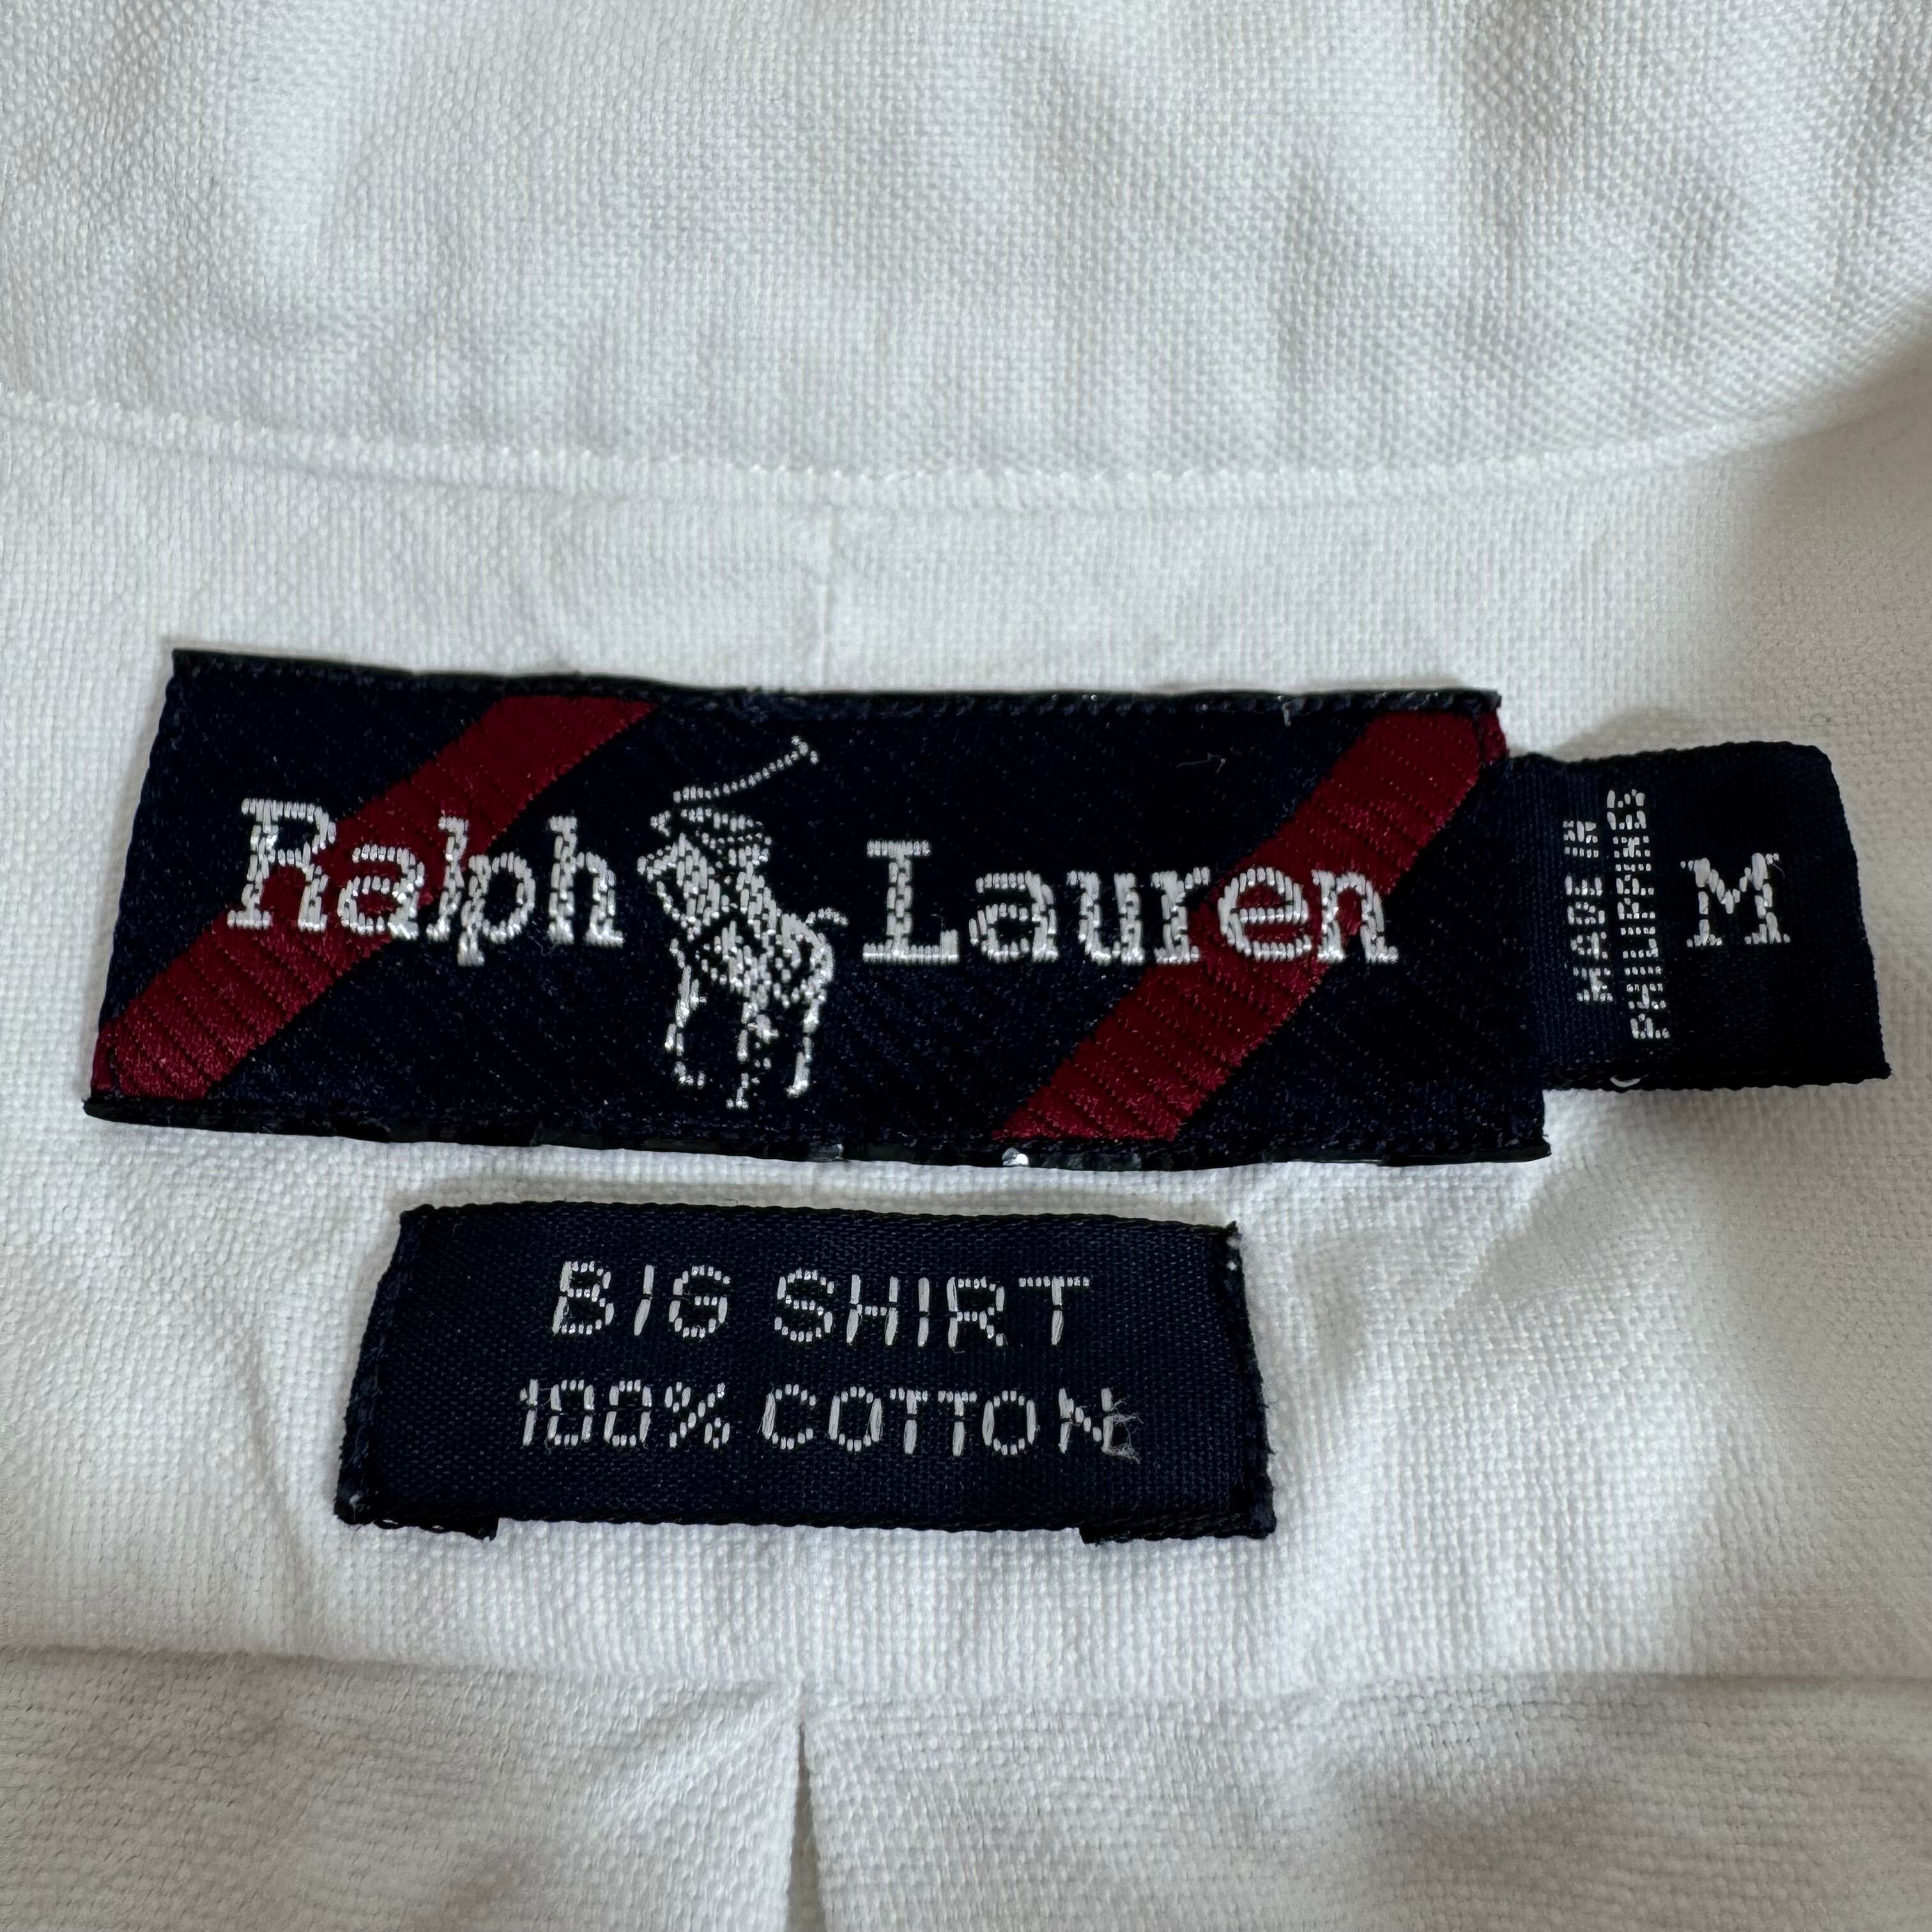 Ralph Lauren
MADE IN
PHILIPPINES
M
BIG SHIRT
100% COTTON